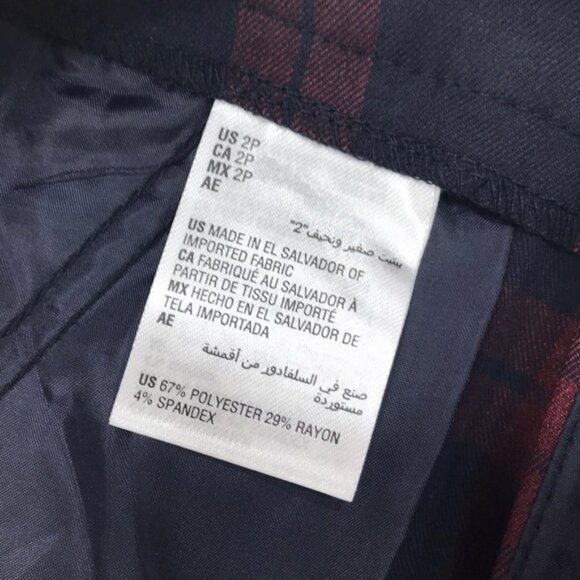 US 2P
CA 2P
MX 2P
AE
بنت صغير ونحيف"2"
US MADE IN EL SALVADOR OF
IMPORTED FABRIC
CA FABRIQUÉ AU SALVADOR À
PARTIR DE TISSU IMPORTÉ
MX HECHO EN EL SALVADOR DE
TELA IMPORTADA
AE
صنع في السلفادور من أقمشة
مستوردة
US 67% POLYESTER 29% RAYON
4% SPANDEX